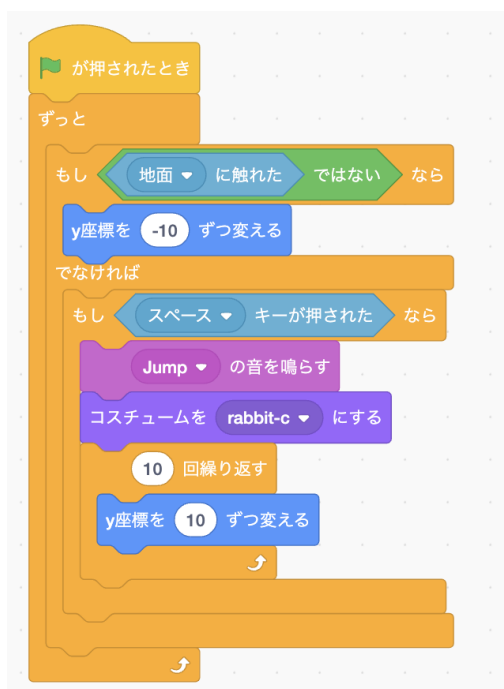 が押されたとき
ずっと
もし 地面 に触れた ではない なら
y座標を -10 ずつ変える
でなければ
もし スペース キーが押された なら
Jump の音を鳴らす
コスチュームを rabbit-c にする
10 回繰り返す
y座標を 10 ずつ変える